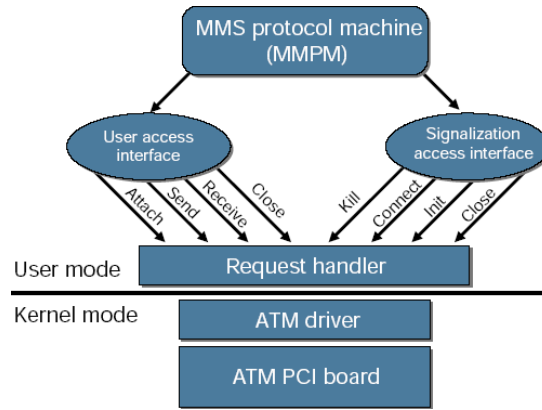 MMS protocol machine
(MMPM)
User access
interface
Signalization
access interface
Attach
Send
Receive
Close
Kill
Connect
Init
Close
User mode
Request handler
Kernel mode
ATM driver
ATM PCI board